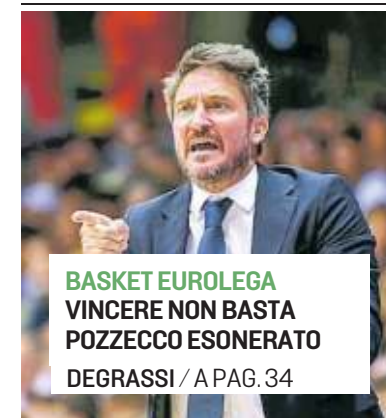 BASKET EUROLEGA
VINCERE NON BASTA
POZZECCO ESONERATO
DEGRASSI / A PAG. 34